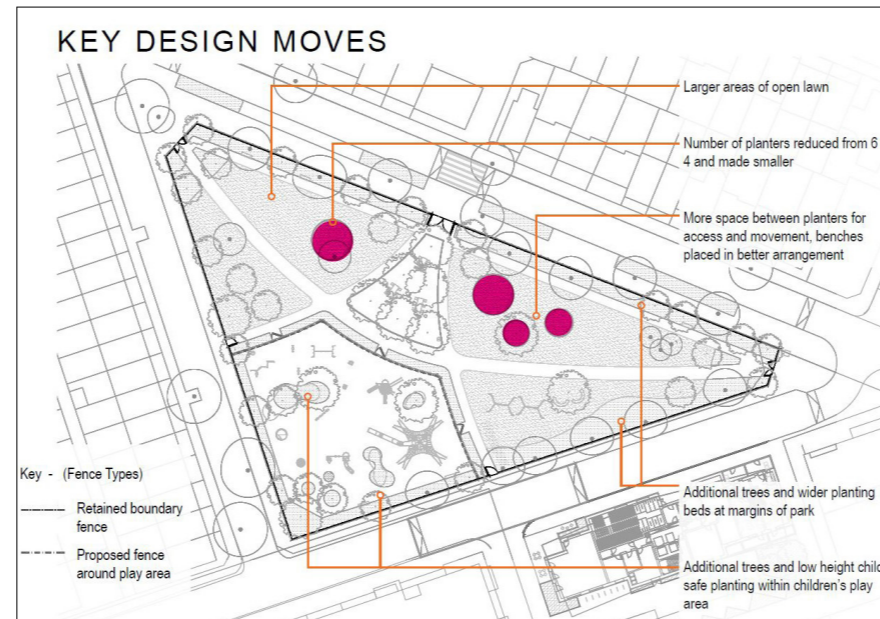 KEY DESIGN MOVES
Larger areas of open lawn
Number of planters reduced from 6
4 and made smaller
More space between planters for
access and movement, benches
placed in better arrangement
Key - (Fence Types)
Retained boundary
fence
Proposed fence
around play area
Additional trees and wider planting
beds at margins of park
Additional trees and low height child
safe planting within children's play
area